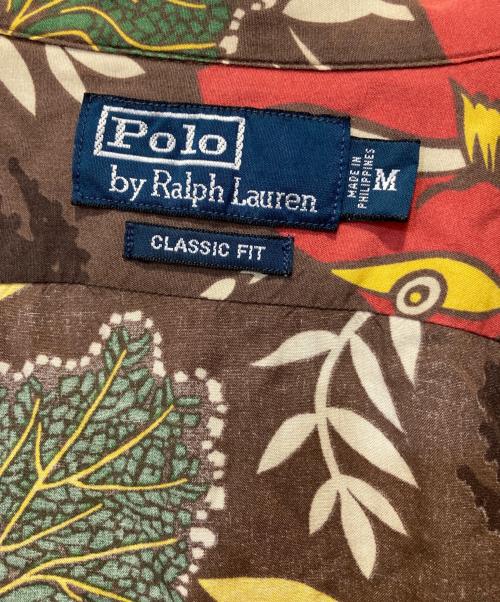 Polo
by Ralph Lauren
MADE IN
PHILIPPINES
M
CLASSIC FIT